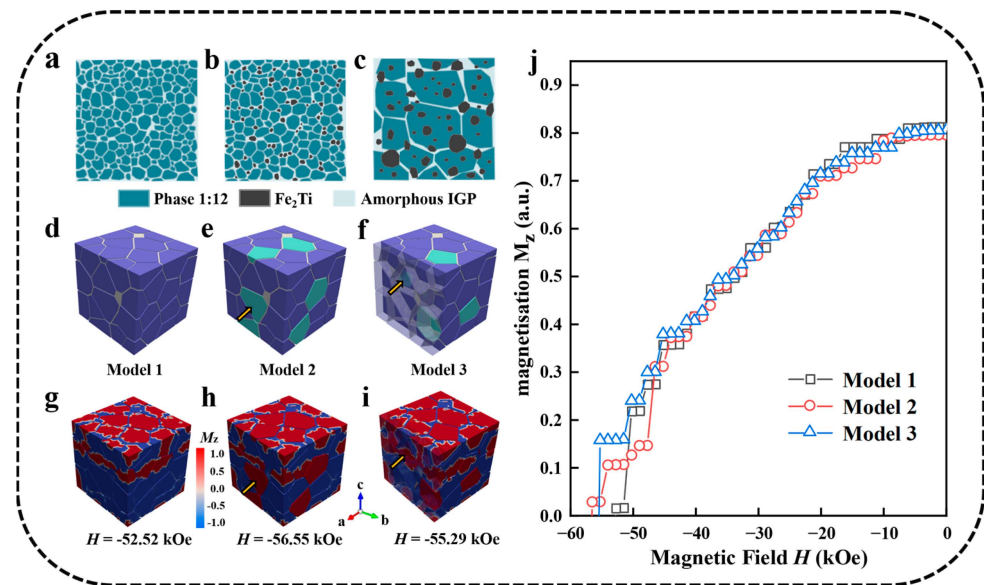 a b c
Phase 1:12 Fe₂Ti Amorphous IGP
d e f
Model 1 Model 2 Model 3
g h i
Mz
1.0
0.5
0.0
-0.5
-1.0
c
a b
H = -52.52 kOe H = -56.55 kOe H = -55.29 kOe
j
magnetisation Mz (a.u.)
0.9
0.8
0.7
0.6
0.5
0.4
0.3
0.2
0.1
0.0
Model 1
Model 2
Model 3
−60 −50 −40 −30 −20 −10 0
Magnetic Field H (kOe)